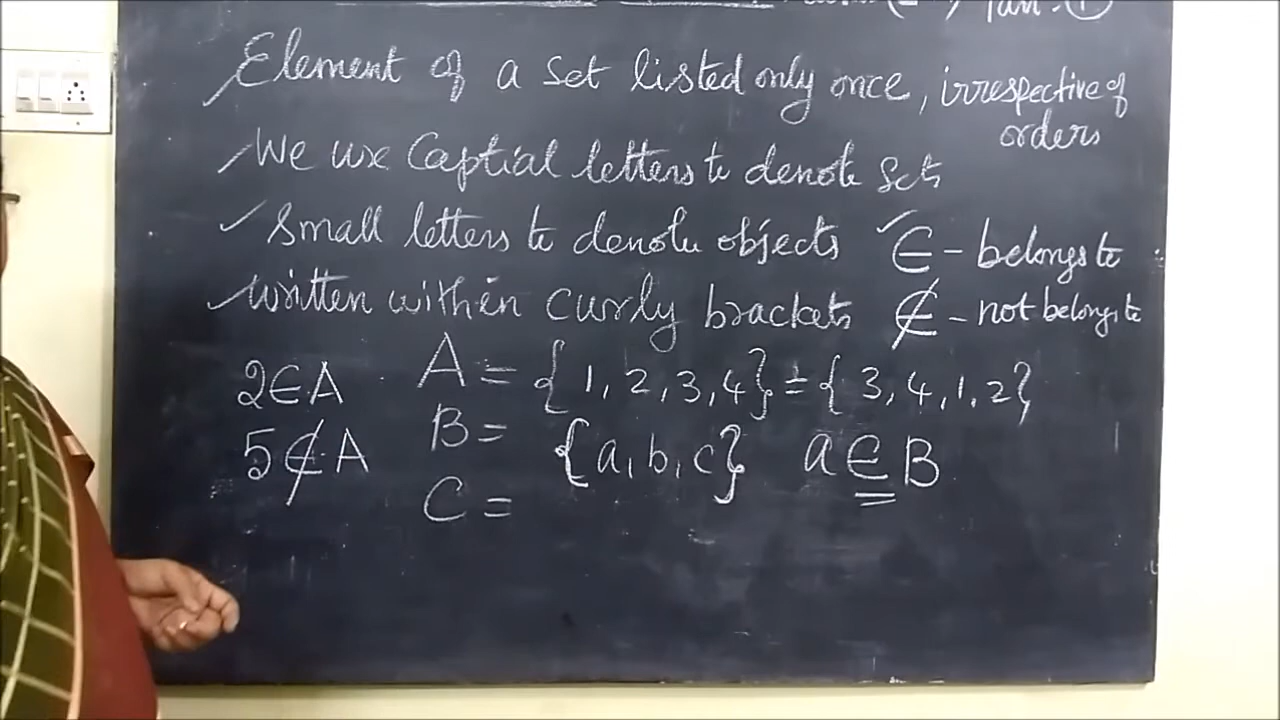 Part-①
Element of a set listed only once, irrespective of
orders
We use Captial letters to denote sets
Small letters to denote objects ∈ - belongs to
written within curly brackets ∉ - not belongs to
2∈A A = {1, 2, 3, 4} = {3, 4, 1, 2}
5∉A B = {a, b, c} a∈B
C =